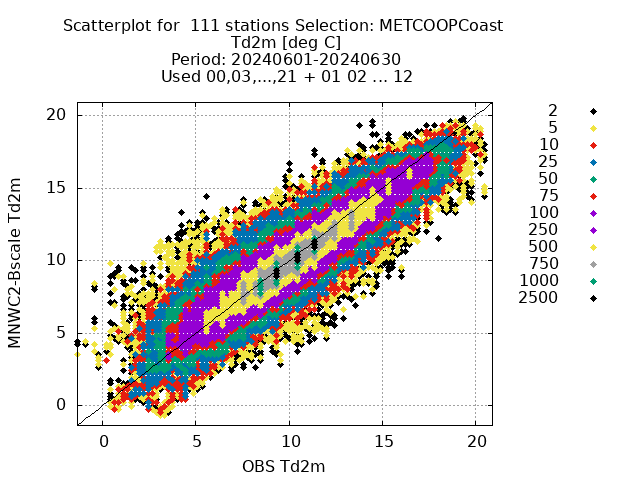 Scatterplot for  111 stations Selection: METCOOPCoast
Td2m [deg C]
Period: 20240601-20240630
Used 00,03,...,21 + 01 02 ... 12
MNWC2-Bscale Td2m
20
15
10
5
0
0 5 10 15 20
OBS Td2m
2
5
10
25
50
75
100
250
500
750
1000
2500